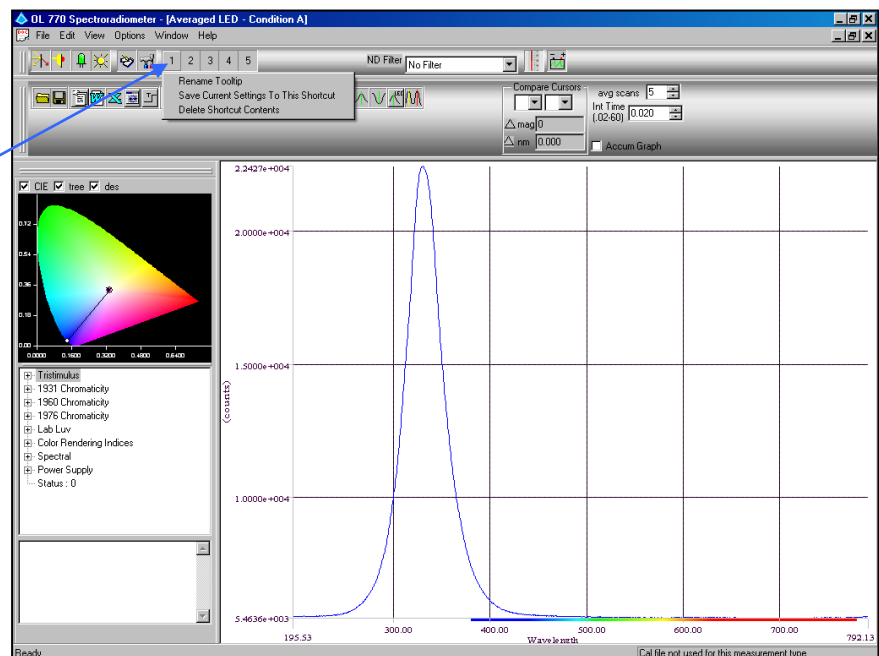 OL 770 Spectroradiometer - [Averaged LED - Condition A]
File Edit View Options Window Help
1 2 3 4 5
ND Filter No Filter
Rename Tooltip
Save Current Settings To This Shortcut
Delete Shortcut Contents
Compare Cursors
mag 0
nm 0.000
avg scans 5
Int Time (.02-60) 0.020
Accum Graph
CIE tree des
0.72
0.54
0.36
0.18
0.00
0.0000 0.1600 0.3200 0.4800 0.6400
Tristimulus
1931 Chromaticity
1960 Chromaticity
1976 Chromaticity
Lab Luv
Color Rendering Indices
Spectral
Power Supply
Status : 0
2.2427e+004
2.0000e+004
1.5000e+004
(counts)
1.0000e+004
5.4636e+003
195.53 300.00 400.00 500.00 600.00 700.00 792.13
Wavelength
Ready
Cal file not used for this measurement type